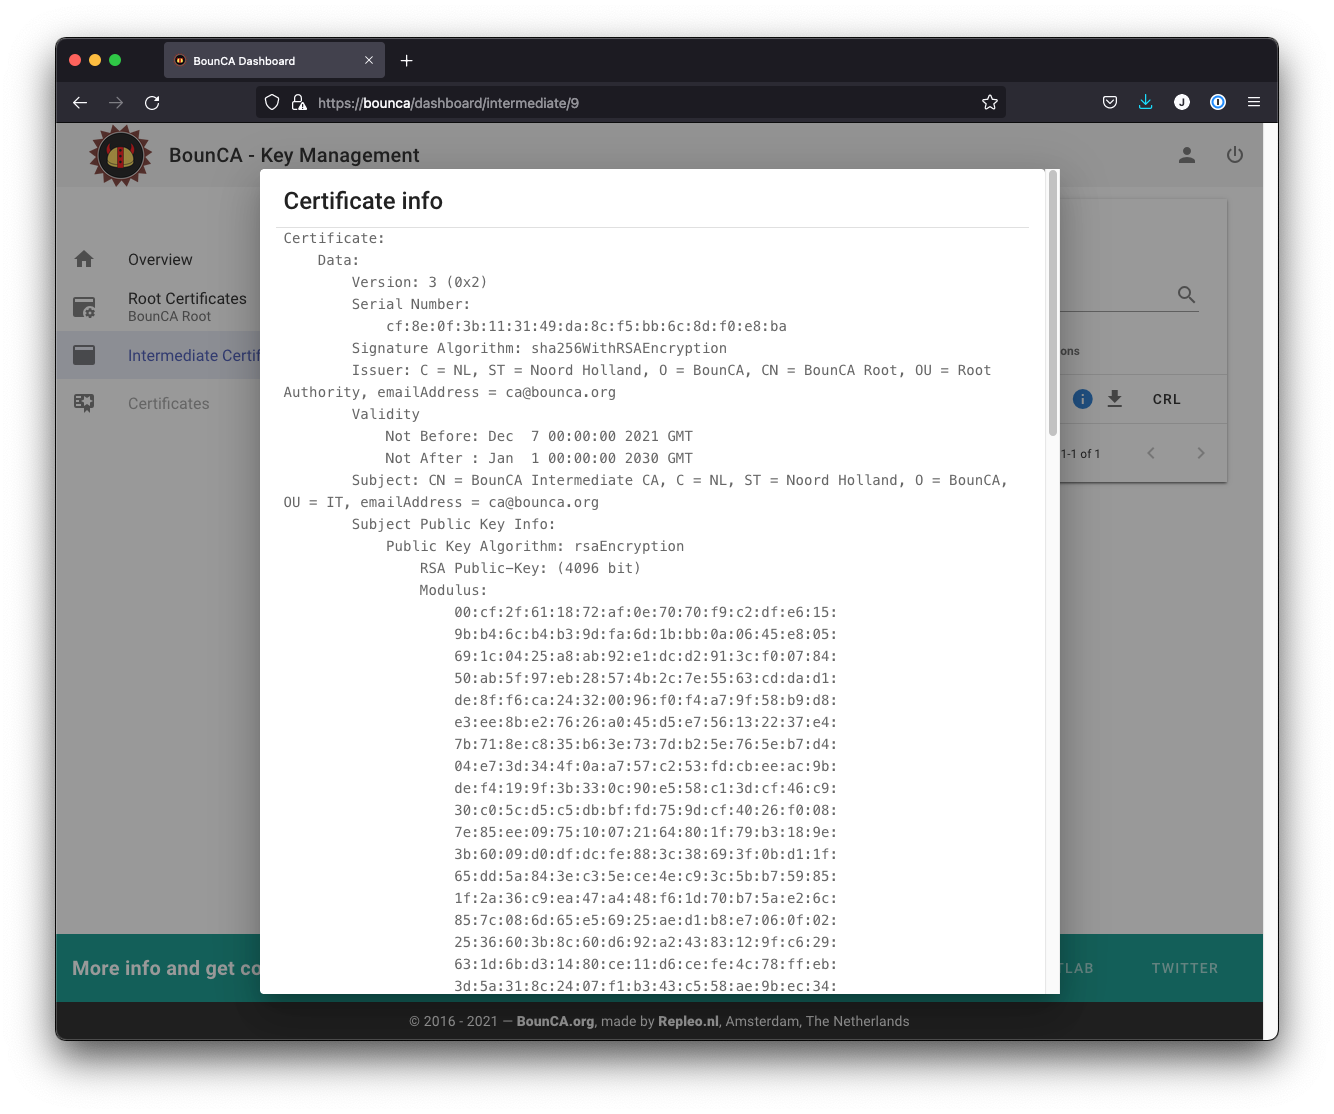 BounCA Dashboard
https://bounca/dashboard/intermediate/9
BounCA - Key Management
Overview
Root Certificates
BounCA Root
Intermediate Certif
Certificates
Certificate info
Certificate:
Data:
Version: 3 (0x2)
Serial Number:
cf:8e:0f:3b:11:31:49:da:8c:f5:bb:6c:8d:f0:e8:ba
Signature Algorithm: sha256WithRSAEncryption
Issuer: C = NL, ST = Noord Holland, O = BounCA, CN = BounCA Root, OU = Root
Authority, emailAddress = ca@bounca.org
Validity
Not Before: Dec  7 00:00:00 2021 GMT
Not After : Jan  1 00:00:00 2030 GMT
Subject: CN = BounCA Intermediate CA, C = NL, ST = Noord Holland, O = BounCA,
OU = IT, emailAddress = ca@bounca.org
Subject Public Key Info:
Public Key Algorithm: rsaEncryption
RSA Public-Key: (4096 bit)
Modulus:
00:cf:2f:61:18:72:af:0e:70:70:f9:c2:df:e6:15:
9b:b4:6c:b4:b3:9d:fa:6d:1b:bb:0a:06:45:e8:05:
69:1c:04:25:a8:ab:92:e1:dc:d2:91:3c:f0:07:84:
50:ab:5f:97:eb:28:57:4b:2c:7e:55:63:cd:da:d1:
de:8f:f6:ca:24:32:00:96:f0:f4:a7:9f:58:b9:d8:
e3:ee:8b:e2:76:26:a0:45:d5:e7:56:13:22:37:e4:
7b:71:8e:c8:35:b6:3e:73:7d:b2:5e:76:5e:b7:d4:
04:e7:3d:34:4f:0a:a7:57:c2:53:fd:cb:ee:ac:9b:
de:f4:19:9f:3b:33:0c:90:e5:58:c1:3d:cf:46:c9:
30:c0:5c:d5:c5:db:bf:fd:75:9d:cf:40:26:f0:08:
7e:85:ee:09:75:10:07:21:64:80:1f:79:b3:18:9e:
3b:60:09:d0:df:dc:fe:88:3c:38:69:3f:0b:d1:1f:
65:dd:5a:84:3e:c3:5e:ce:4e:c9:3c:5b:b7:59:85:
1f:2a:36:c9:ea:47:a4:48:f6:1d:70:b7:5a:e2:6c:
85:7c:08:6d:65:e5:69:25:ae:d1:b8:e7:06:0f:02:
25:36:60:3b:8c:60:d6:92:a2:43:83:12:9f:c6:29:
63:1d:6b:d3:14:80:ce:11:d6:ce:fe:4c:78:ff:eb:
3d:5a:31:8c:24:07:f1:b3:43:c5:58:ae:9b:ec:34:
ons
CRL
1-1 of 1
More info and get co
TLAB
TWITTER
© 2016 - 2021 — BounCA.org, made by Repleo.nl, Amsterdam, The Netherlands